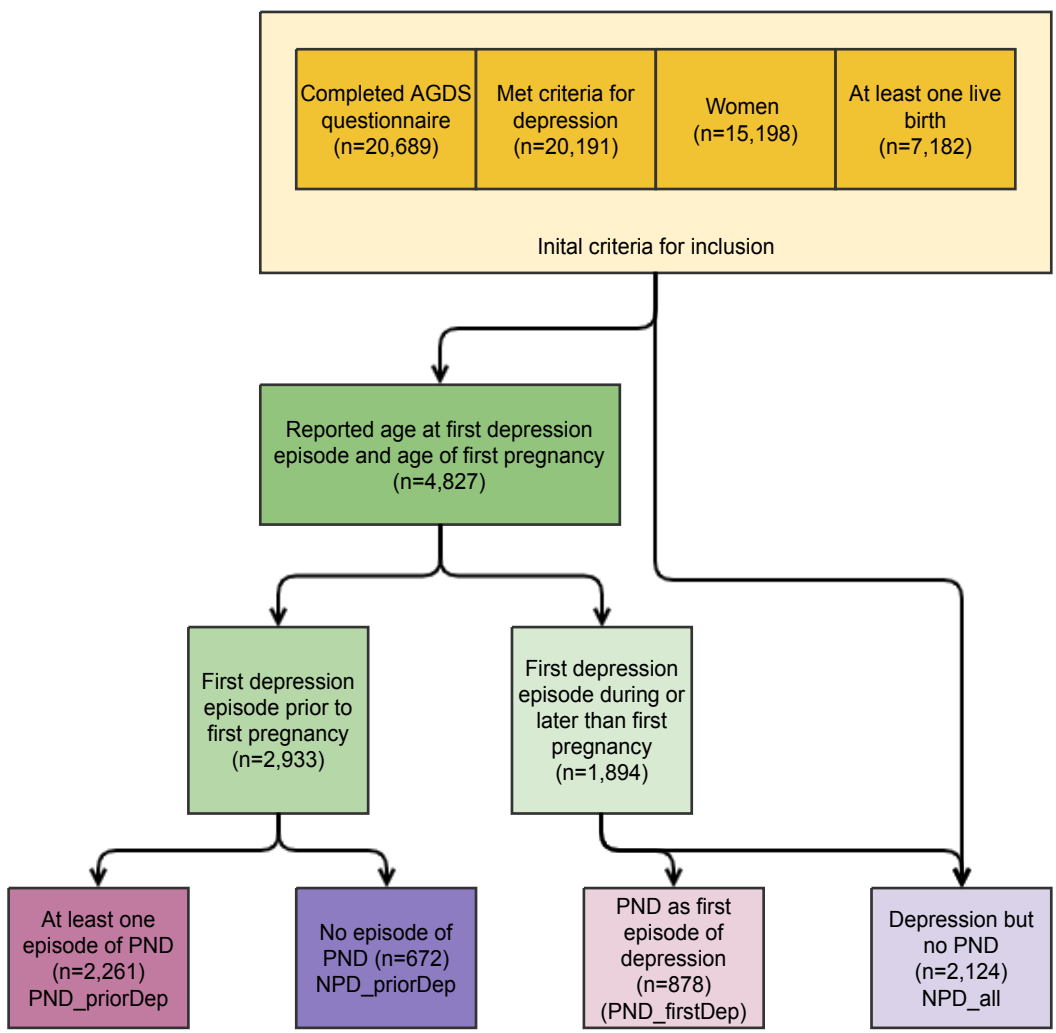 Completed AGDS
questionnaire
(n=20,689)
Met criteria for
depression
(n=20,191)
Women
(n=15,198)
At least one live
birth
(n=7,182)
Inital criteria for inclusion
Reported age at first depression
episode and age of first pregnancy
(n=4,827)
First depression
episode prior to
first pregnancy
(n=2,933)
First depression
episode during or
later than first
pregnancy
(n=1,894)
At least one
episode of PND
(n=2,261)
PND_priorDep
No episode of
PND (n=672)
NPD_priorDep
PND as first
episode of
depression
(n=878)
(PND_firstDep)
Depression but
no PND
(n=2,124)
NPD_all